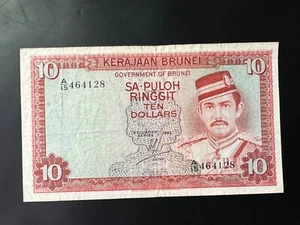 KERAJAAN BRUNEI
GOVERNMENT OF BRUNEI
10
10
A/15 464128
SA-PULOH
RINGGIT
TEN
DOLLARS
A/15 464128
10
10